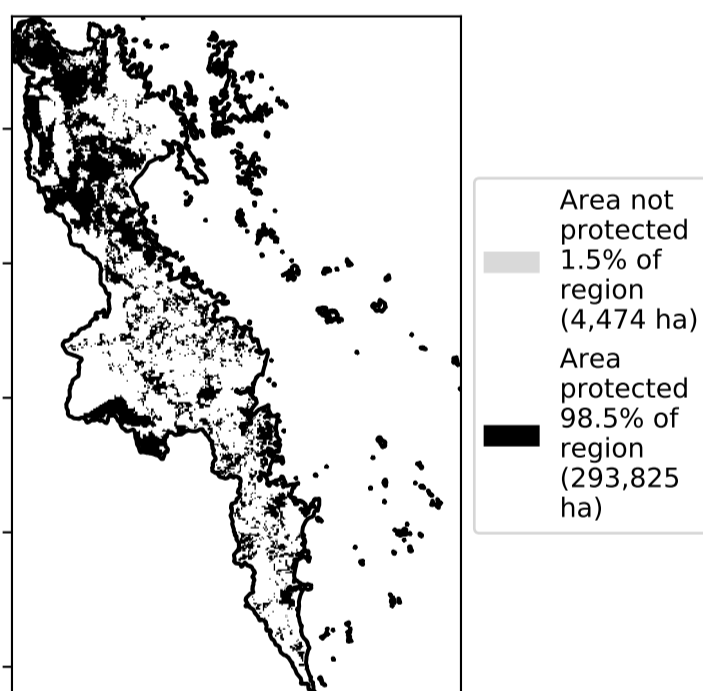 Area not
protected
1.5% of
region
(4,474 ha)
Area
protected
98.5% of
region
(293,825
ha)